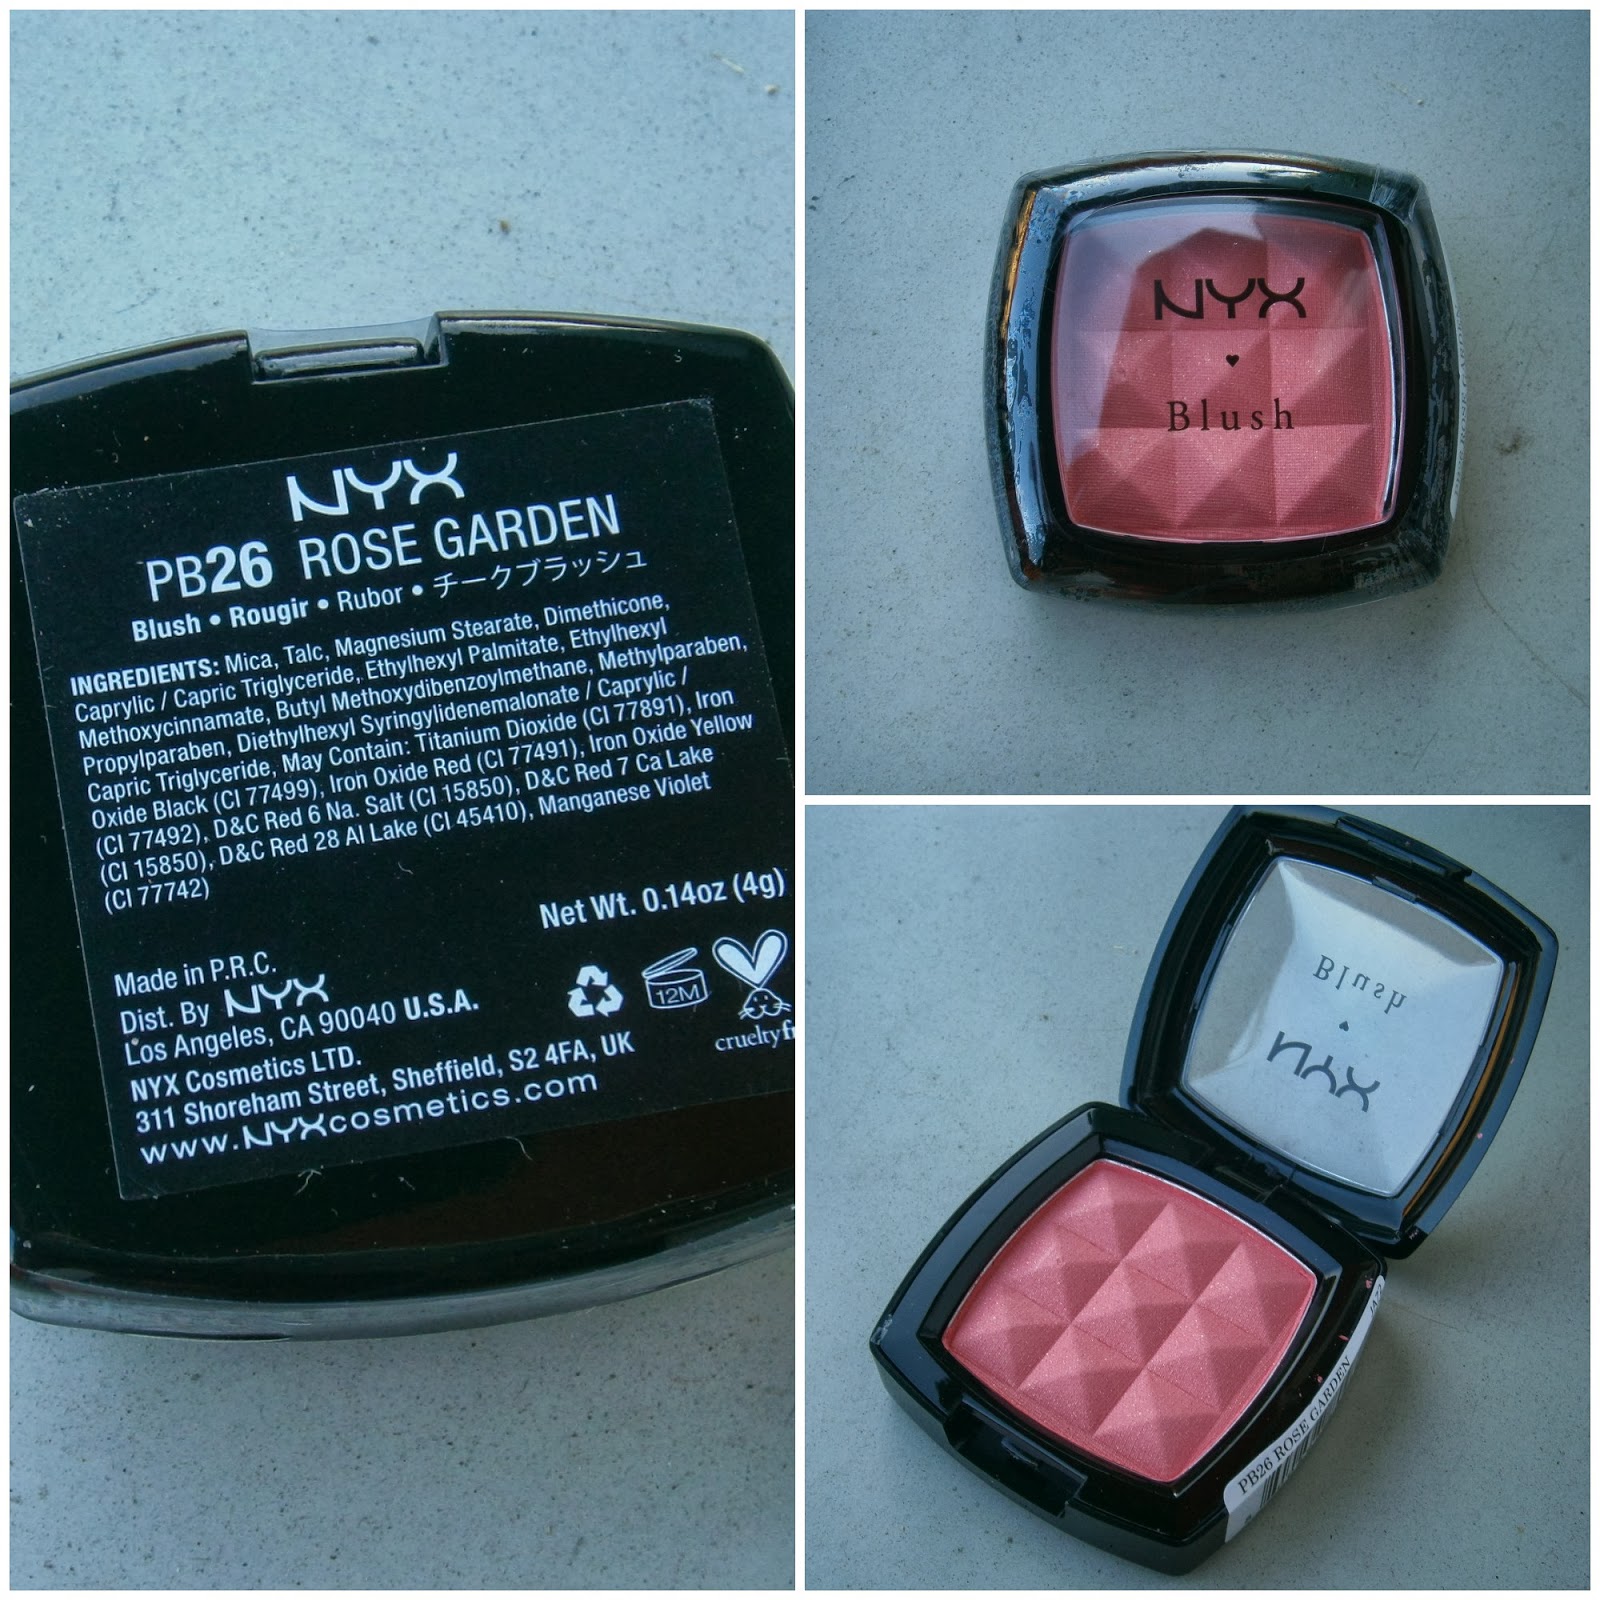 NYX
PB26 ROSE GARDEN
Blush • Rougir • Rubor • チークブラッシュ
INGREDIENTS: Mica, Talc, Magnesium Stearate, Dimethicone,
Caprylic / Capric Triglyceride, Ethylhexyl Palmitate, Ethylhexyl
Methoxycinnamate, Butyl Methoxydibenzoylmethane, Methylparaben,
Propylparaben, Diethylhexyl Syringylidenemalonate / Caprylic /
Capric Triglyceride, May Contain: Titanium Dioxide (CI 77891), Iron
Oxide Black (CI 77499), Iron Oxide Red (CI 77491), Iron Oxide Yellow
(CI 77492), D&C Red 6 Na. Salt (CI 15850), D&C Red 7 Ca Lake
(CI 15850), D&C Red 28 Al Lake (CI 45410), Manganese Violet
(CI 77742)
Net Wt. 0.14oz (4g)
Made in P.R.C.
Dist. By NYX
Los Angeles, CA 90040 U.S.A.
NYX Cosmetics LTD.
311 Shoreham Street, Sheffield, S2 4FA, UK
www.NYXcosmetics.com
12M
crueltyfr
NYX
Blush
Blush
NYX
PB26 ROSE GARDEN